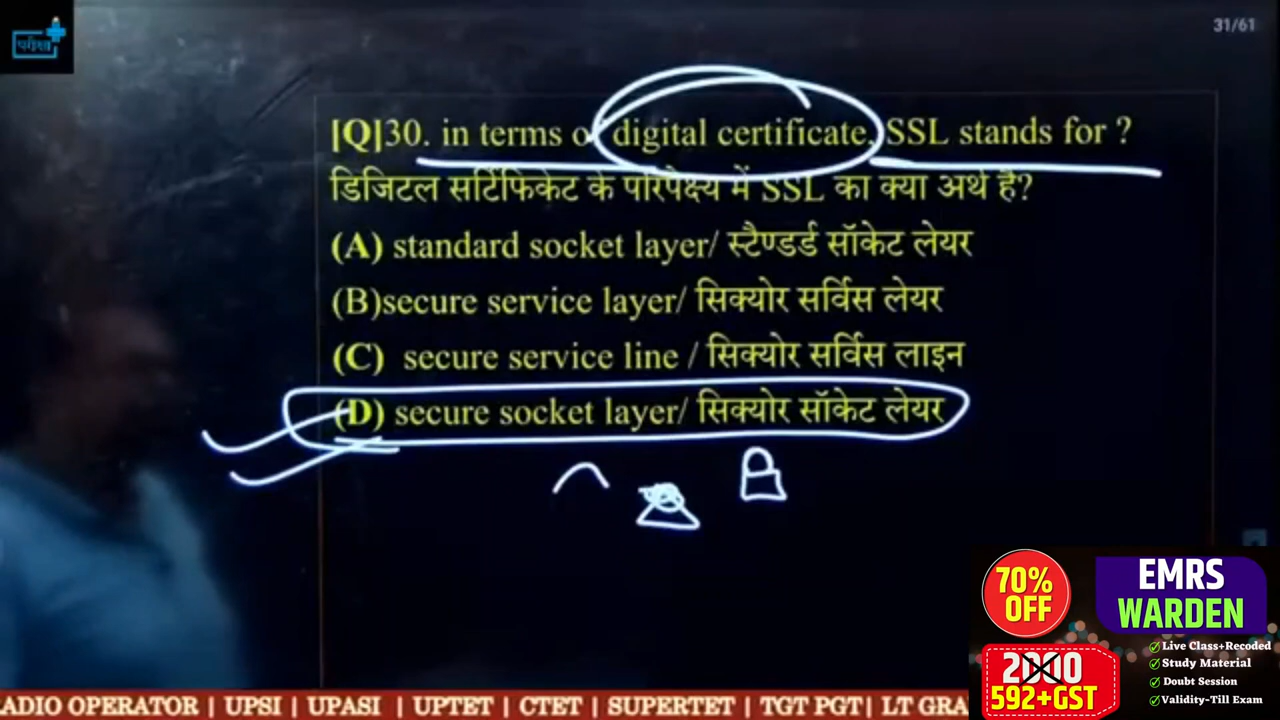 परीक्षा
31/61
[Q]30. in terms of digital certificate, SSL stands for ?
डिजिटल सर्टिफिकेट के परिपेक्ष्य में SSL का क्या अर्थ है?
(A) standard socket layer/ स्टैण्डर्ड सॉकेट लेयर
(B)secure service layer/ सिक्योर सर्विस लेयर
(C) secure service line / सिक्योर सर्विस लाइन
(D) secure socket layer/ सिक्योर सॉकेट लेयर
70% OFF
EMRS
WARDEN
2000
592+GST
Live Class+Recoded
Study Material
Doubt Session
Validity-Till Exam
ADIO OPERATOR | UPSI | UPASI | UPTET | CTET | SUPERTET | TGT PGT| LT GRA